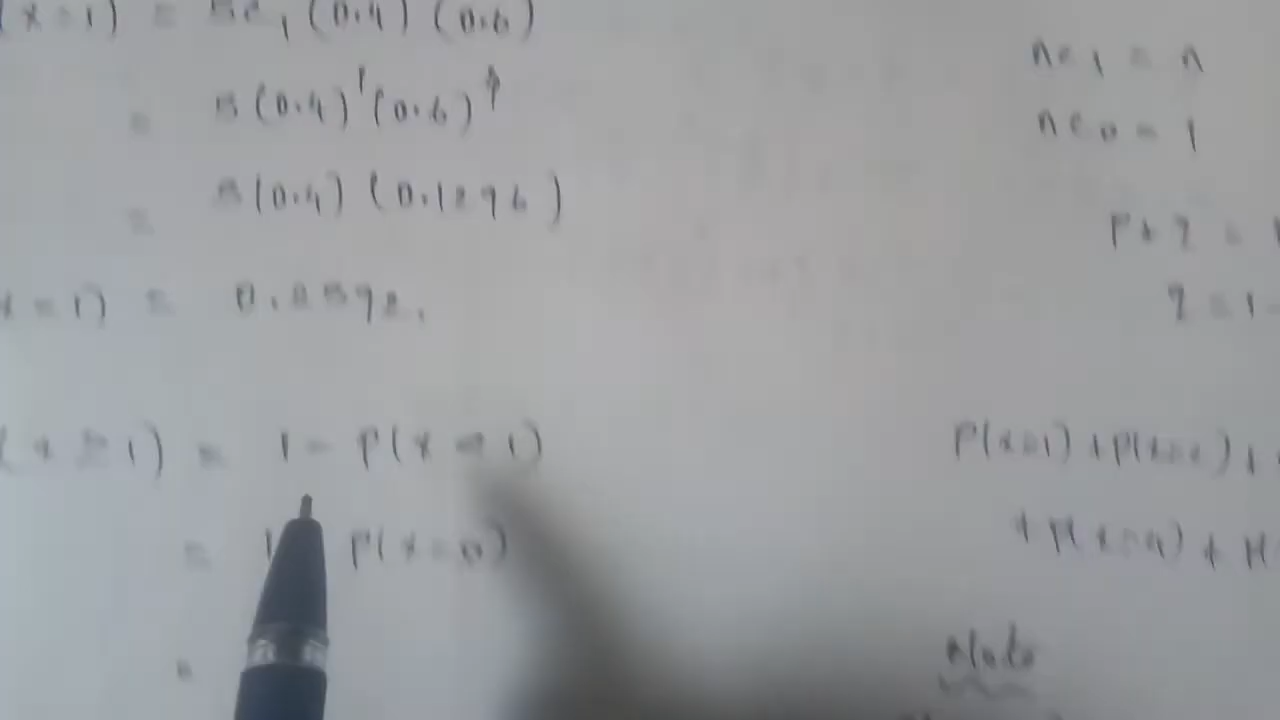 (x=1) = 5c₁ (0.4) (0.6)
= 5(0.4)¹(0.6)⁴
= 5(0.4) (0.1296)
x=1) = 0.2592.
(x≥1) = 1 - P(x<1)
= 1 P(x=0)
=
nc₁ = n
nc₀ = 1
P+q = 1
q = 1-
P(x=1) + P(x=2) +
+ P(x=4) + P(